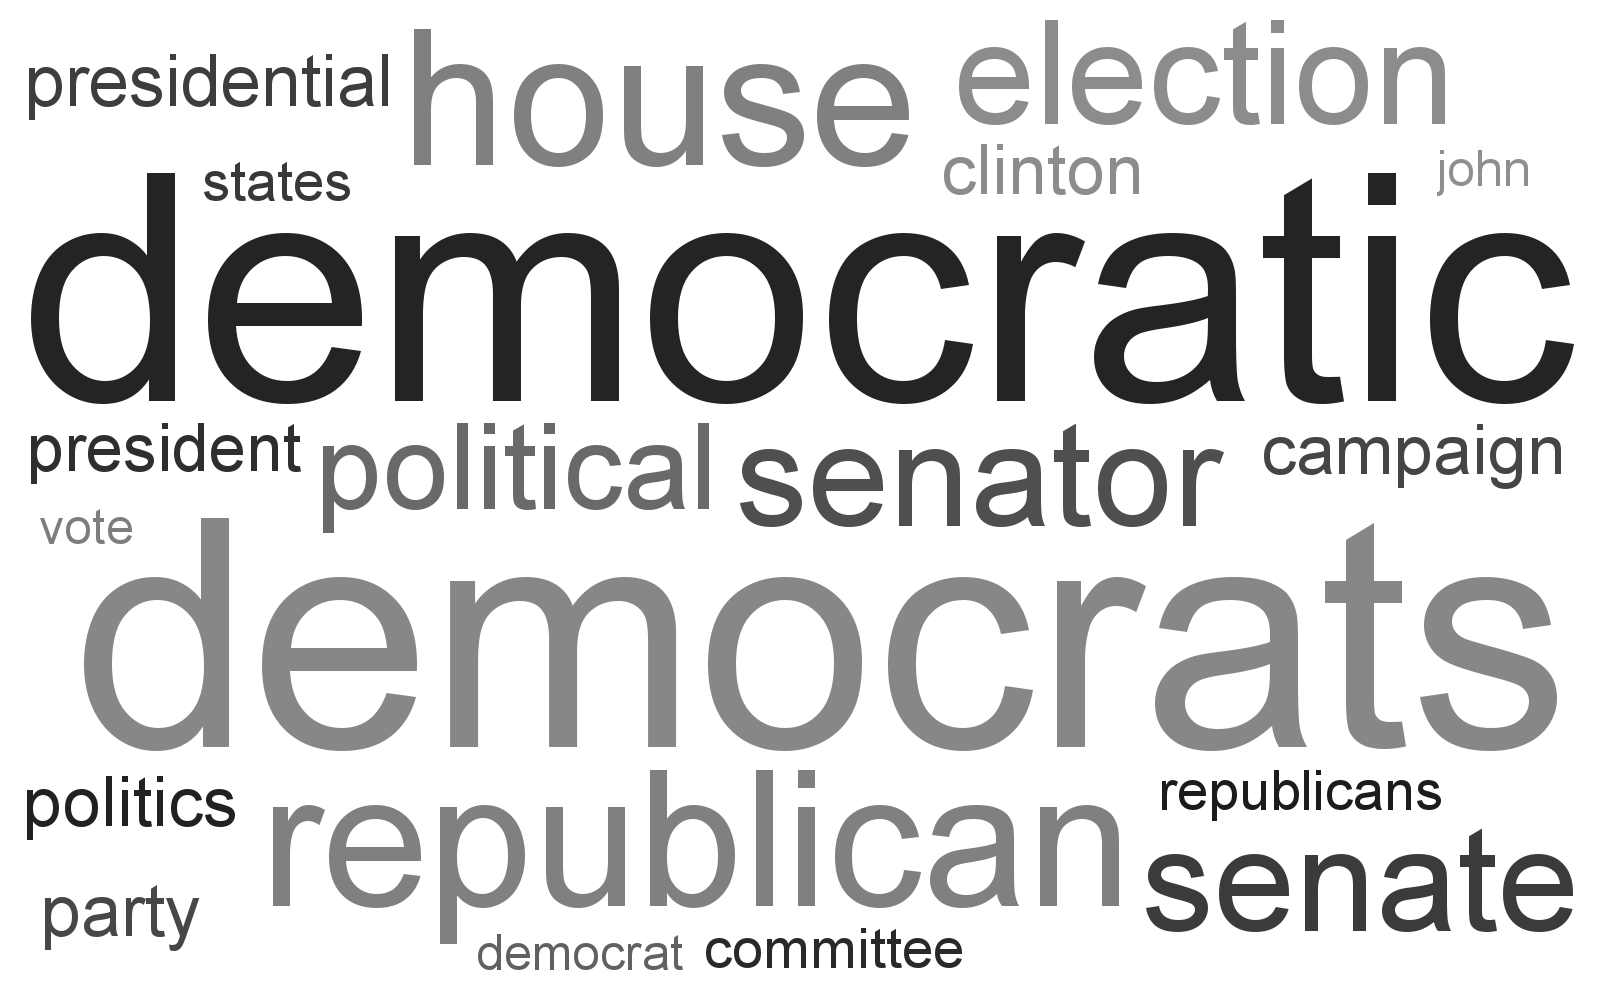 presidential house election
states clinton john
democratic
president political senator campaign
vote
democrats
politics republican republicans
party senate
democrat committee